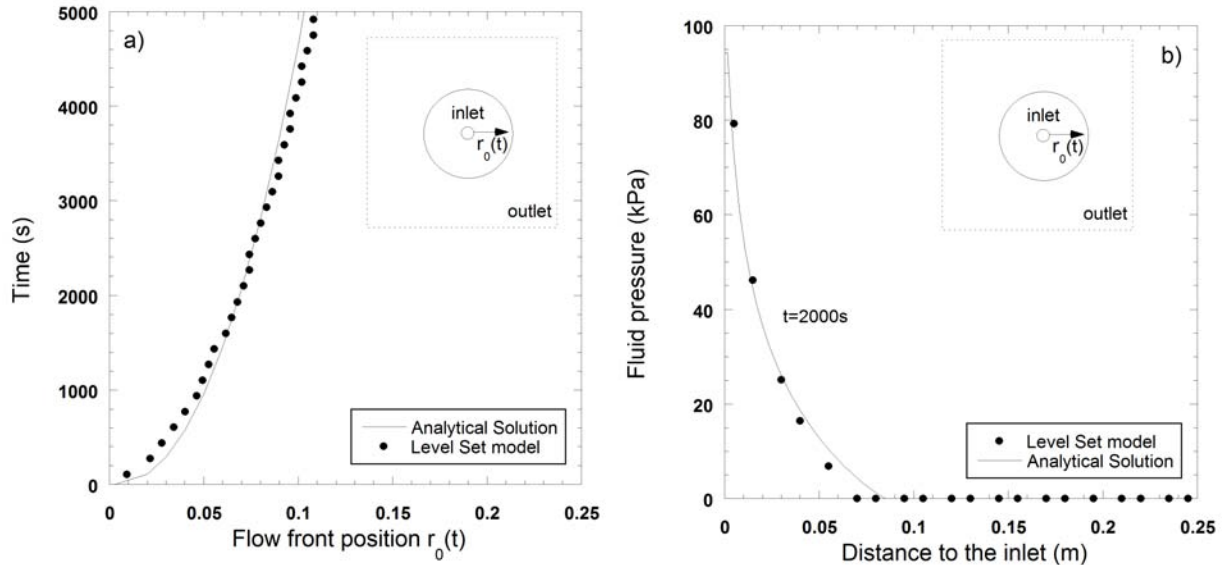 a)
5000
4000
3000
2000
1000
0
Time (s)
0
0.05
0.1
0.15
0.2
0.25
Flow front position r₀(t)
inlet
r₀(t)
outlet
Analytical Solution
Level Set model
b)
100
80
60
40
20
0
Fluid pressure (kPa)
0
0.05
0.1
0.15
0.2
0.25
Distance to the inlet (m)
inlet
r₀(t)
outlet
t=2000s
Level Set model
Analytical Solution